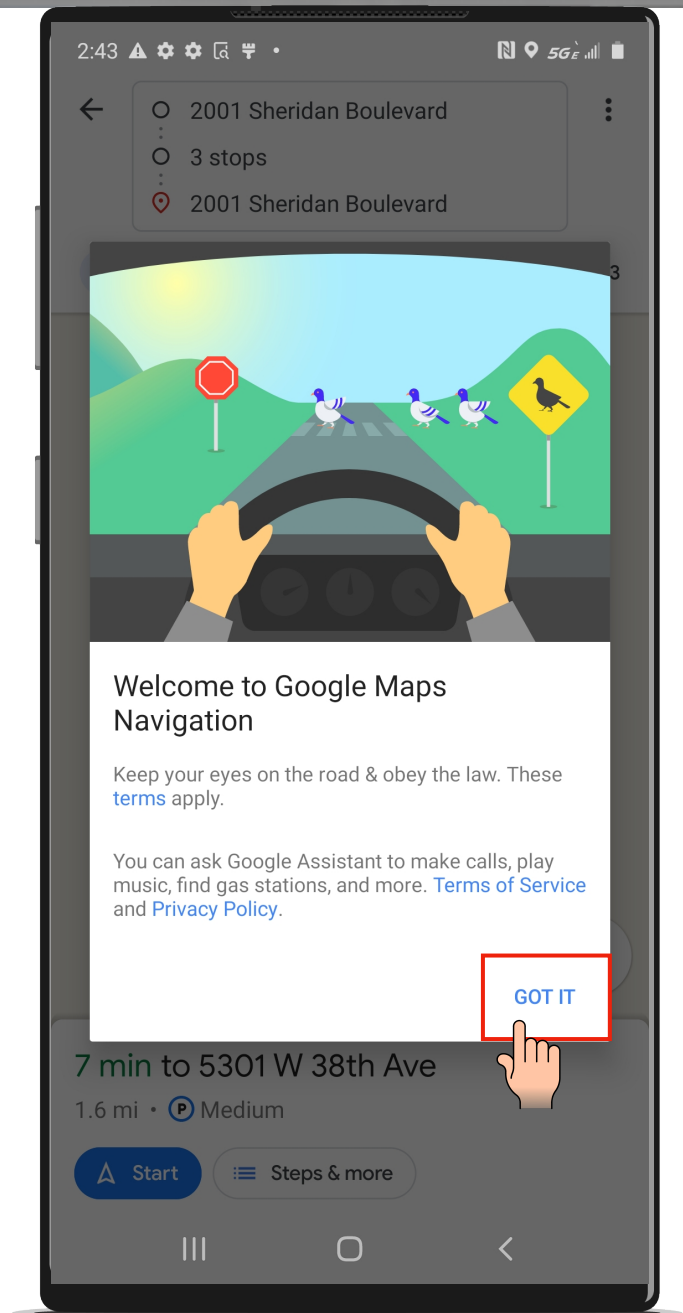 2:43
5GE
2001 Sheridan Boulevard
3 stops
2001 Sheridan Boulevard
3
Welcome to Google Maps
Navigation
Keep your eyes on the road & obey the law. These
terms apply.
You can ask Google Assistant to make calls, play
music, find gas stations, and more. Terms of Service
and Privacy Policy.
GOT IT
7 min to 5301 W 38th Ave
1.6 mi • P Medium
Start
Steps & more